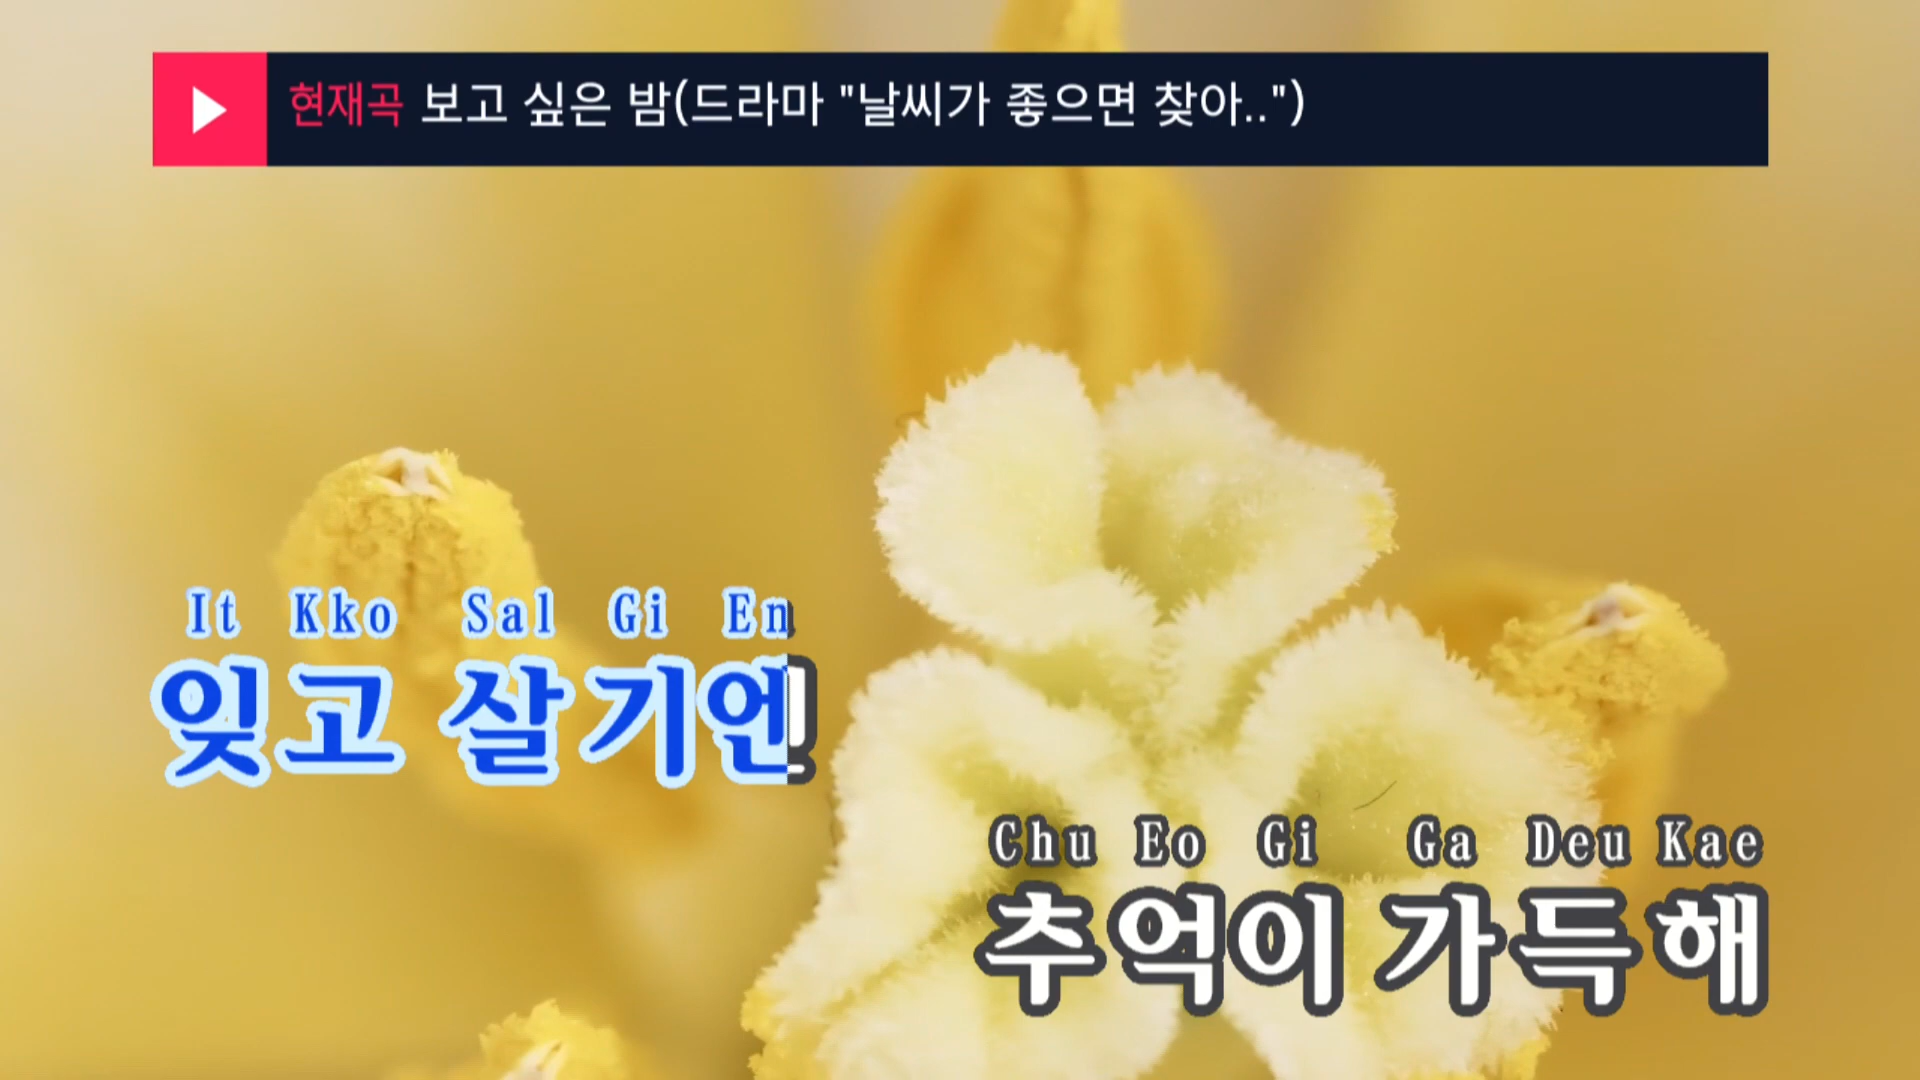 현재곡 보고 싶은 밤(드라마 "날씨가 좋으면 찾아..")
It Kko Sal Gi En
잊고 살기엔
Chu Eo Gi Ga Deu Kae
추억이 가득해